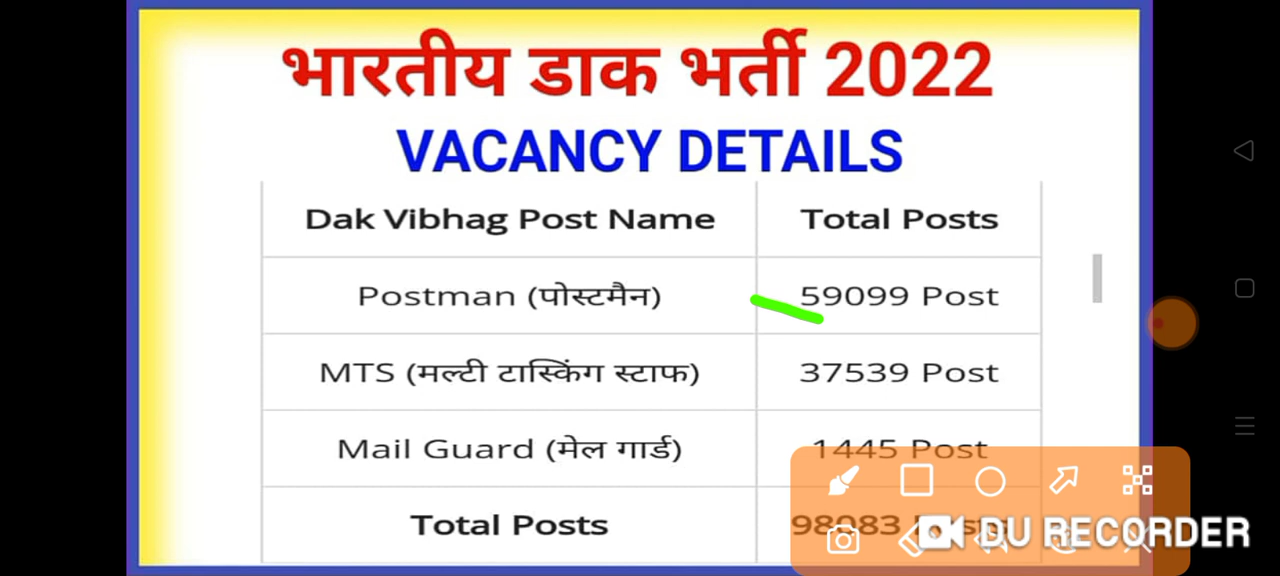 भारतीय डाक भर्ती 2022
VACANCY DETAILS
Dak Vibhag Post Name Total Posts
Postman (पोस्टमैन) 59099 Post
MTS (मल्टी टास्किंग स्टाफ) 37539 Post
Mail Guard (मेल गार्ड) 1445 Post
Total Posts 98083 Posts
DU RECORDER